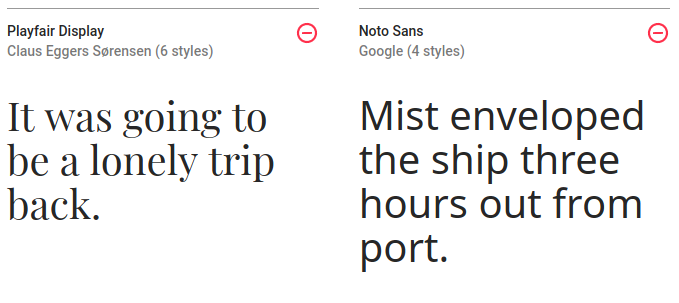 Playfair Display
Claus Eggers Sørensen (6 styles)
It was going to
be a lonely trip
back.
Noto Sans
Google (4 styles)
Mist enveloped
the ship three
hours out from
port.